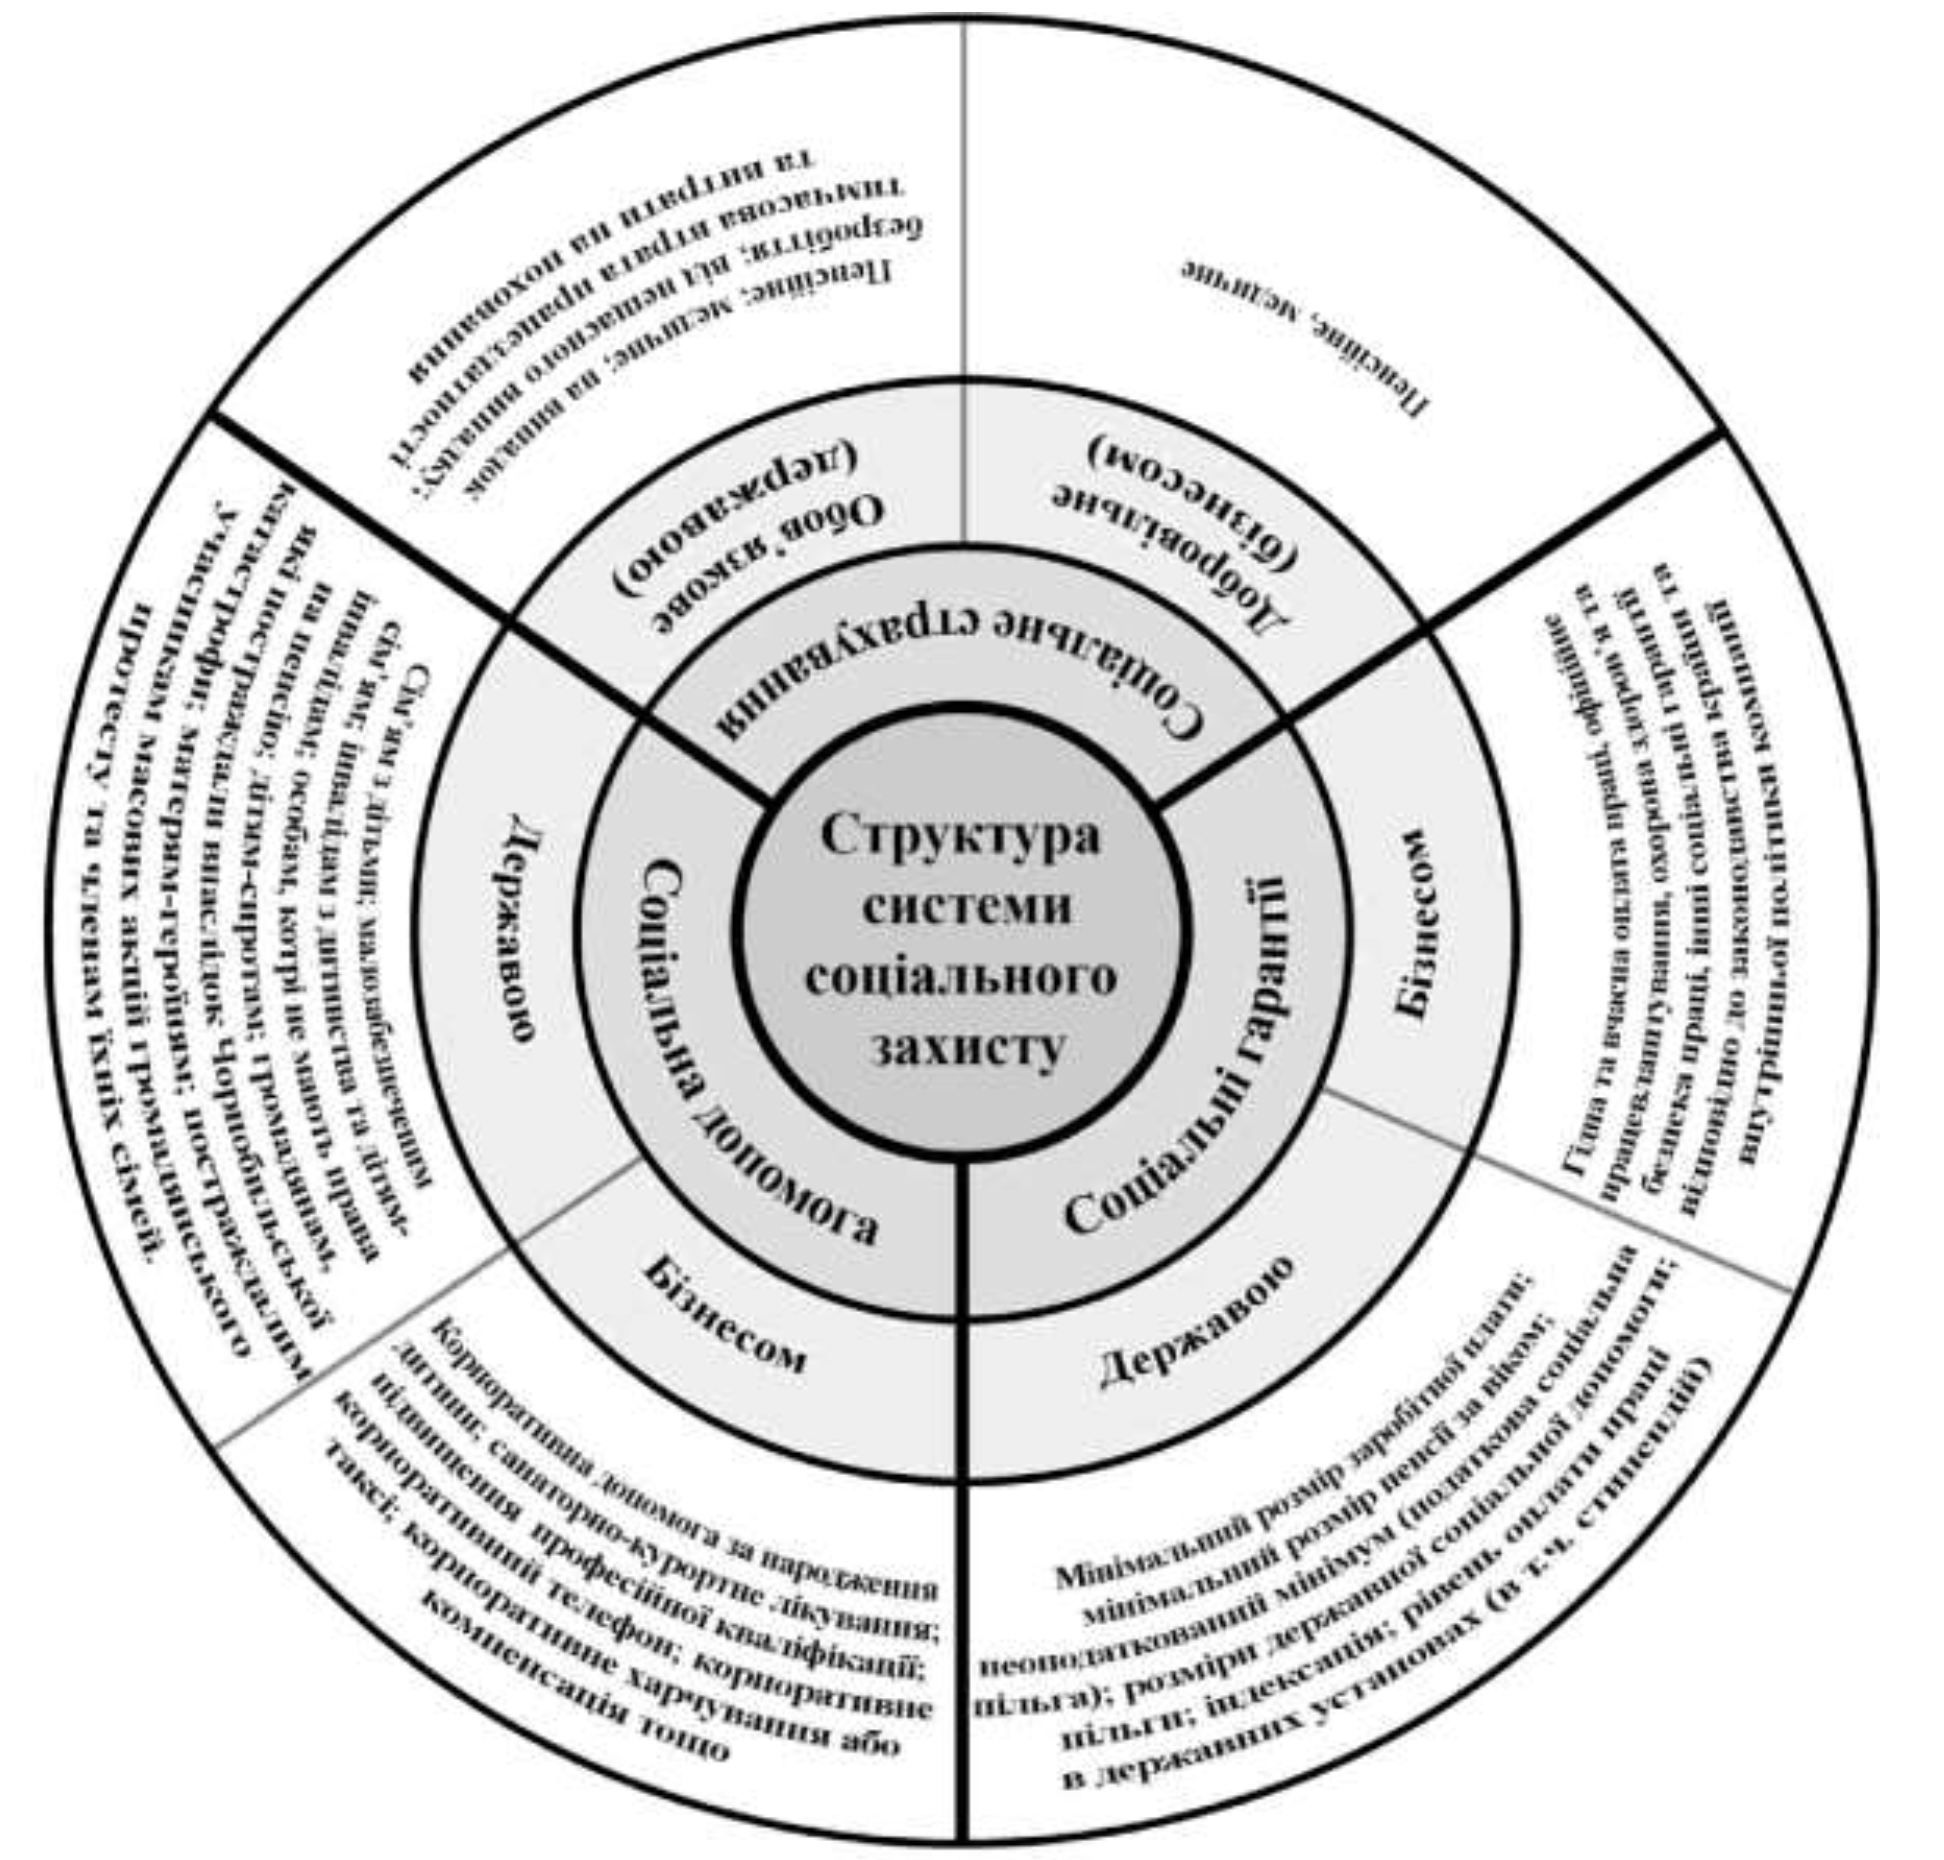 Структура
системи
соціального
захисту
Соціальне страхування
Обов'язкове
(державою)
Пенсійне; медичне; на випадок
безробіття; від нещасного випадку;
тимчасова втрата працездатності
та витрати на поховання
Добровільне
(бізнесом)
Пенсійне, медичне
Соціальні гарантії
Бізнесом
Гідна та вчасна оплата праці, офіційне
працевлаштування, охорона здоров'я та
безпека праці, інші соціальні гарантії
відповідно до законодавства країни та
внутрішньої політики компанії
Державою
Мінімальний розмір заробітної плати;
мінімальний розмір пенсії за віком;
неоподаткований мінімум (податкова соціальна
пільга); розміри державної соціальної допомоги;
пільги; індексація; рівень оплати праці
в державних установах (в т.ч. стипендій)
Соціальна допомога
Державою
Сім'ям з дітьми; малозабезпеченим
сім'ям; інвалідам з дитинства та дітям-
інвалідам; особам, котрі не мають права
на пенсію; дітям-сиротам; громадянам,
які постраждали внаслідок Чорнобильської
катастрофи; матерям-героїням; постраждалим
учасникам масових акцій громадянського
протесту та членам їхніх сімей.
Бізнесом
Корпоративна допомога за народження
дитини; санаторно-курортне лікування;
підвищення професійної кваліфікації;
корпоративний телефон; корпоративне
таксі; корпоративне харчування або
компенсація тощо